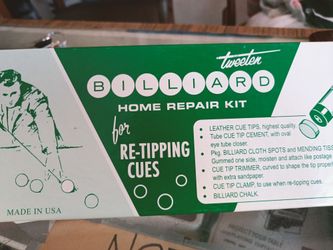 tweeten
BILLIARD
HOME REPAIR KIT
for
RE-TIPPING
CUES
• LEATHER CUE TIPS, highest quality.
Tube CUE TIP CEMENT, with oval
eye tube closer.
Pkg. BILLIARD CLOTH SPOTS and MENDING TISS
Gummed one side, moisten and attach like postage
• CUE TIP TRIMMER, curved to shape the tip proper
with extra sandpaper.
• CUE TIP CLAMP, to use when re-tipping cues.
• BILLIARD CHALK.
MADE IN USA